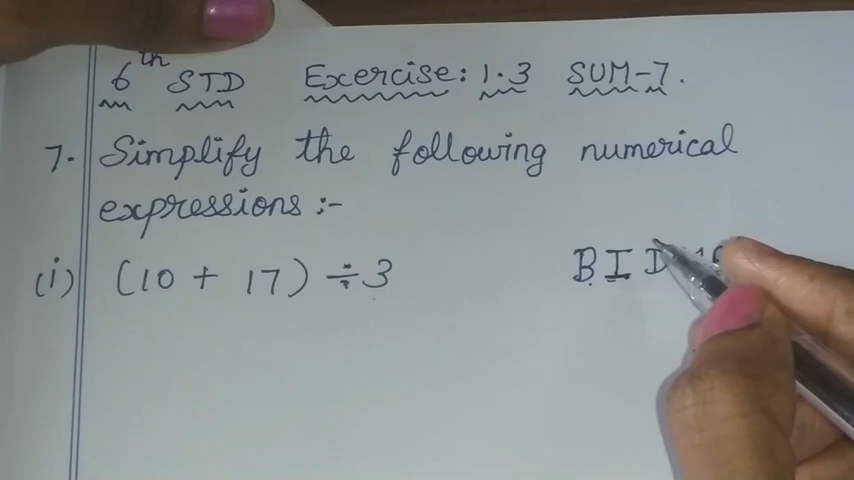 6th STD Exercise: 1.3 SUM-7.
7. Simplify the following numerical
expressions :-
(i) (10 + 17) ÷ 3 BID